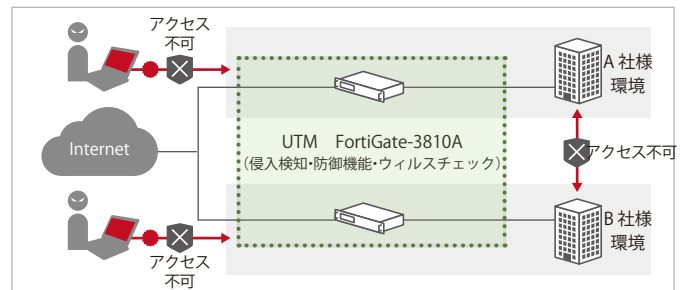 アクセス
不可
A 社様
環境
Internet
UTM　FortiGate-3810A
（侵入検知・防御機能・ウィルスチェック）
アクセス不可
B 社様
環境
アクセス
不可